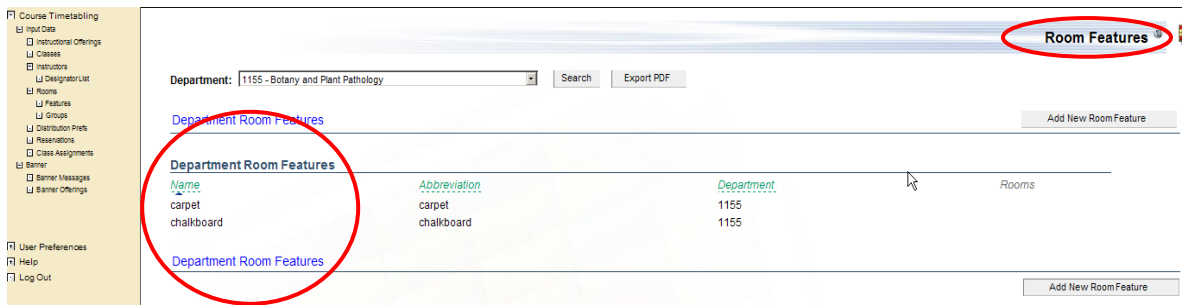 Course Timetabling
Input Data
Instructional Offerings
Classes
Instructors
Designator List
Rooms
Features
Groups
Distribution Prefs
Reservations
Class Assignments
Banner
Banner Messages
Banner Offerings
User Preferences
Help
Log Out
Room Features
Department: 1155 - Botany and Plant Pathology Search Export PDF
Department Room Features Add New Room Feature
Department Room Features
Name Abbreviation Department Rooms
carpet carpet 1155
chalkboard chalkboard 1155
Department Room Features
Add New Room Feature